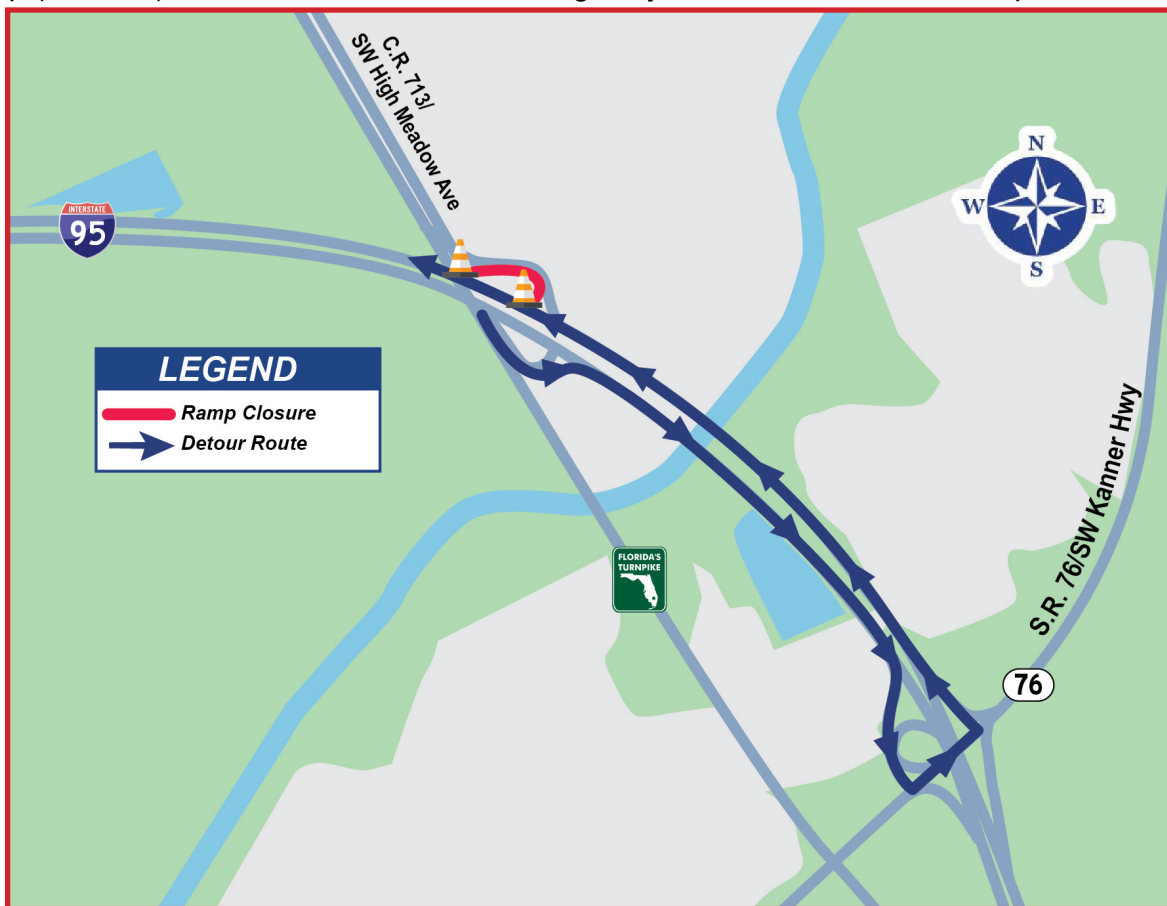 C.R. 713/
SW High Meadow Ave
N
W
E
S
INTERSTATE
95
LEGEND
Ramp Closure
Detour Route
FLORIDA'S
TURNPIKE
S.R. 76/SW Kanner Hwy
76